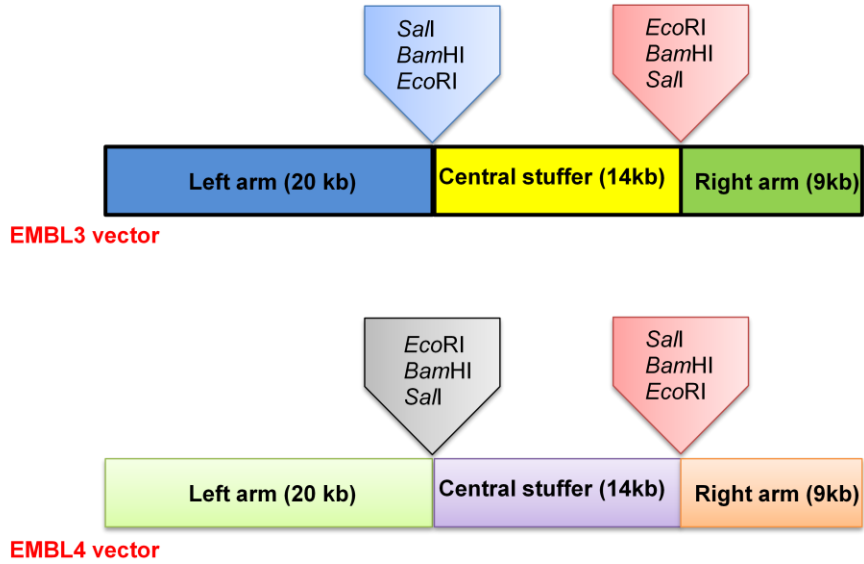 SalI
BamHI
EcoRI
EcoRI
BamHI
SalI
Left arm (20 kb)
Central stuffer (14kb)
Right arm (9kb)
EMBL3 vector
EcoRI
BamHI
SalI
SalI
BamHI
EcoRI
Left arm (20 kb)
Central stuffer (14kb)
Right arm (9kb)
EMBL4 vector